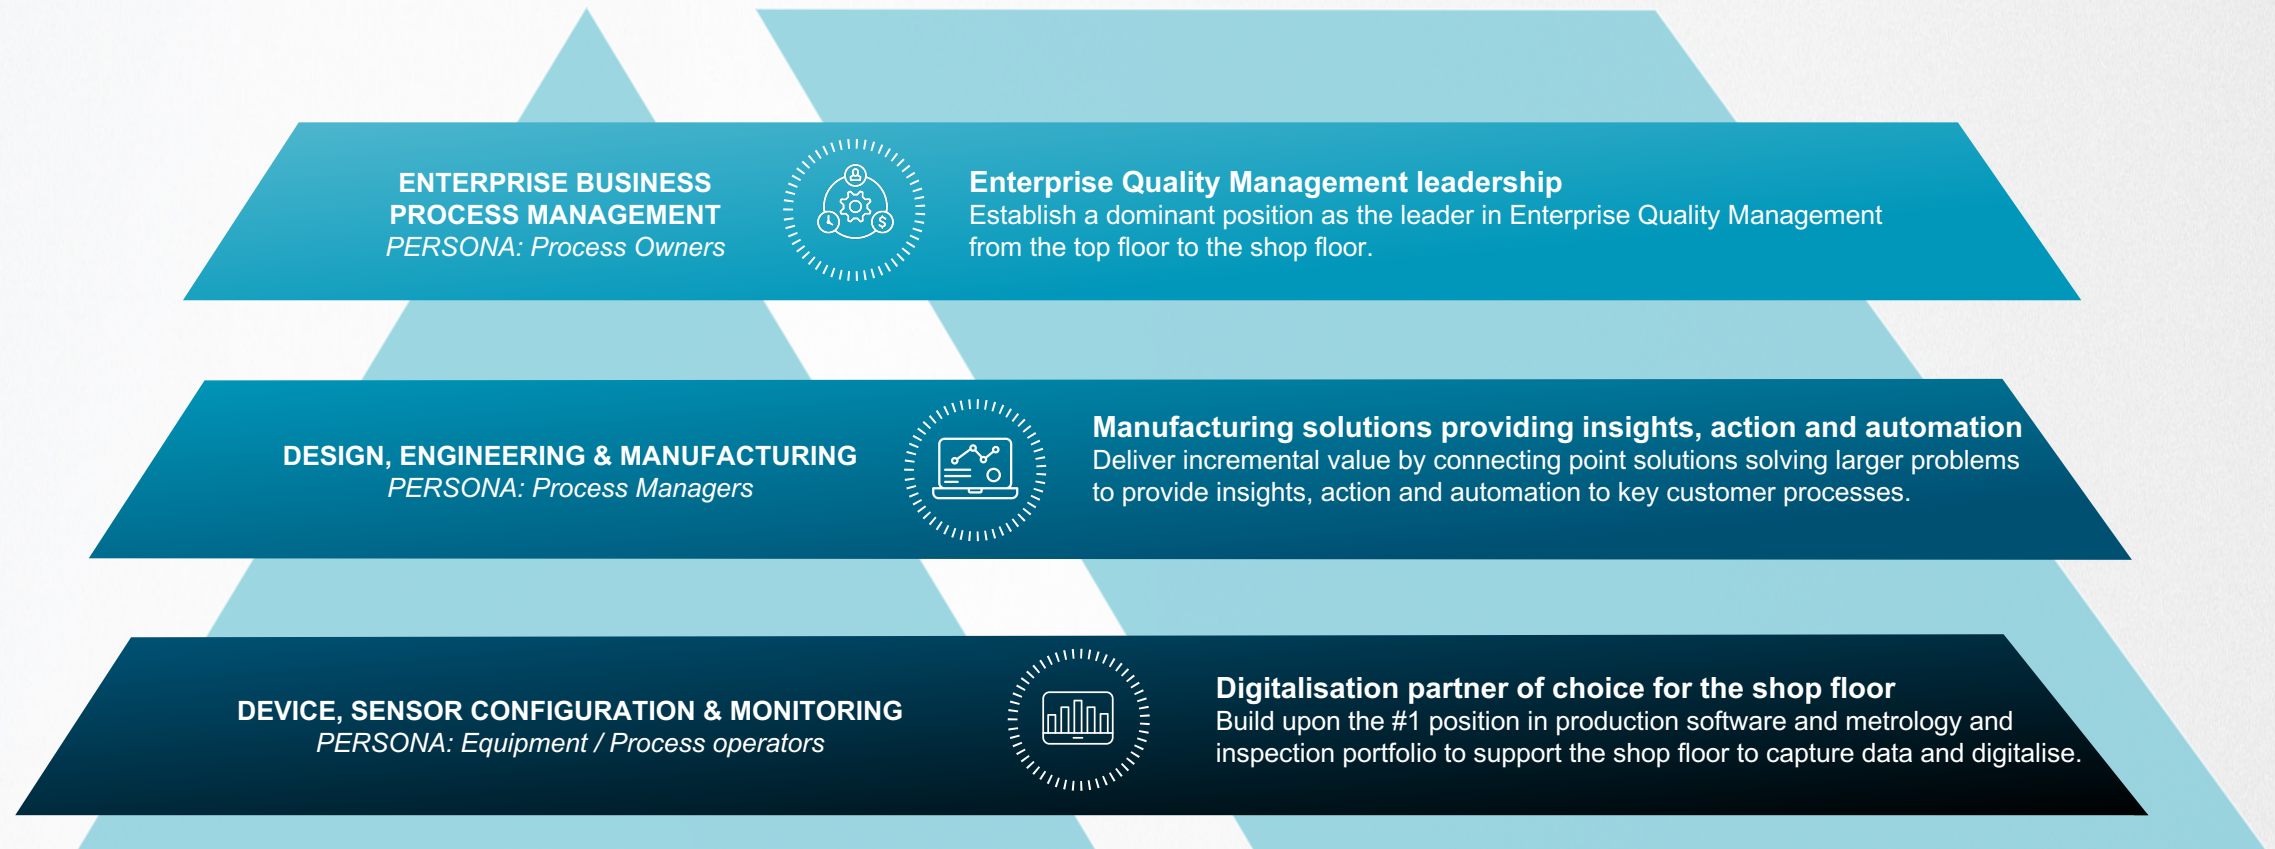 ENTERPRISE BUSINESS
PROCESS MANAGEMENT
PERSONA: Process Owners
Enterprise Quality Management leadership
Establish a dominant position as the leader in Enterprise Quality Management
from the top floor to the shop floor.
DESIGN, ENGINEERING & MANUFACTURING
PERSONA: Process Managers
Manufacturing solutions providing insights, action and automation
Deliver incremental value by connecting point solutions solving larger problems
to provide insights, action and automation to key customer processes.
DEVICE, SENSOR CONFIGURATION & MONITORING
PERSONA: Equipment / Process operators
Digitalisation partner of choice for the shop floor
Build upon the #1 position in production software and metrology and
inspection portfolio to support the shop floor to capture data and digitalise.